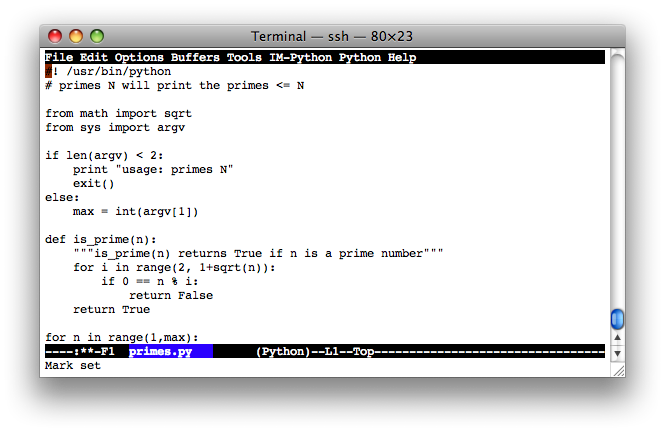 Terminal — ssh — 80×23
File Edit Options Buffers Tools IM-Python Python Help
#! /usr/bin/python
# primes N will print the primes <= N

from math import sqrt
from sys import argv

if len(argv) < 2:
    print "usage: primes N"
    exit()
else:
    max = int(argv[1])

def is_prime(n):
    """is_prime(n) returns True if n is a prime number"""
    for i in range(2, 1+sqrt(n)):
        if 0 == n % i:
            return False
    return True

for n in range(1,max):
----:**-F1  primes.py      (Python)--L1--Top---------------------------------
Mark set